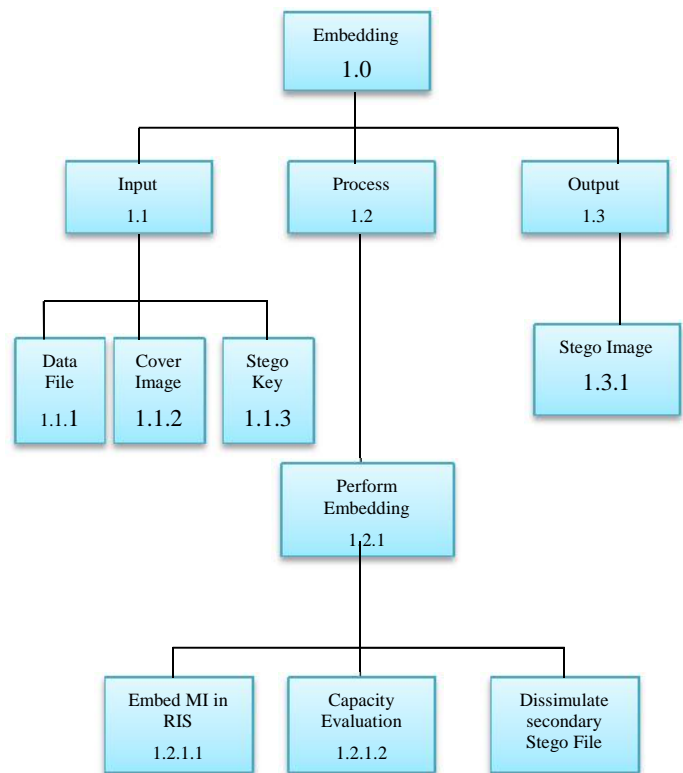 Embedding
1.0
Input
1.1
Process
1.2
Output
1.3
Data
File
1.1.1
Cover
Image
1.1.2
Stego
Key
1.1.3
Stego Image
1.3.1
Perform
Embedding
1.2.1
Embed MI in
RIS
1.2.1.1
Capacity
Evaluation
1.2.1.2
Dissimulate
secondary
Stego File